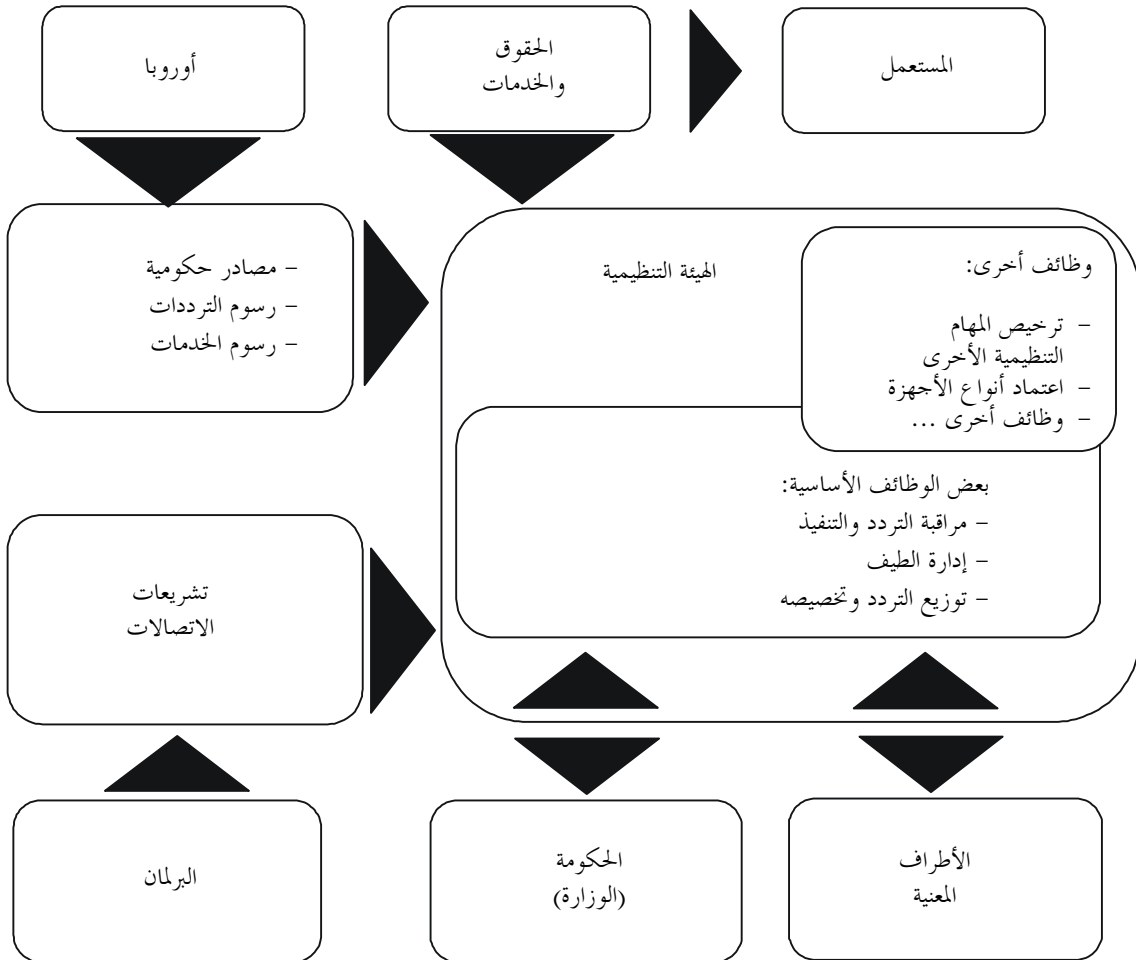 أوروبا
الحقوق
والخدمات
المستعمل
– مصادر حكومية
– رسوم الترددات
– رسوم الخدمات
الهيئة التنظيمية
وظائف أخرى:
– ترخيص المهام
التنظيمية الأخرى
– اعتماد أنواع الأجهزة
– وظائف أخرى ...
بعض الوظائف الأساسية:
– مراقبة التردد والتنفيذ
– إدارة الطيف
– توزيع التردد وتخصيصه
تشريعات
الاتصالات
البرلمان
الحكومة
(الوزارة)
الأطراف
المعنية